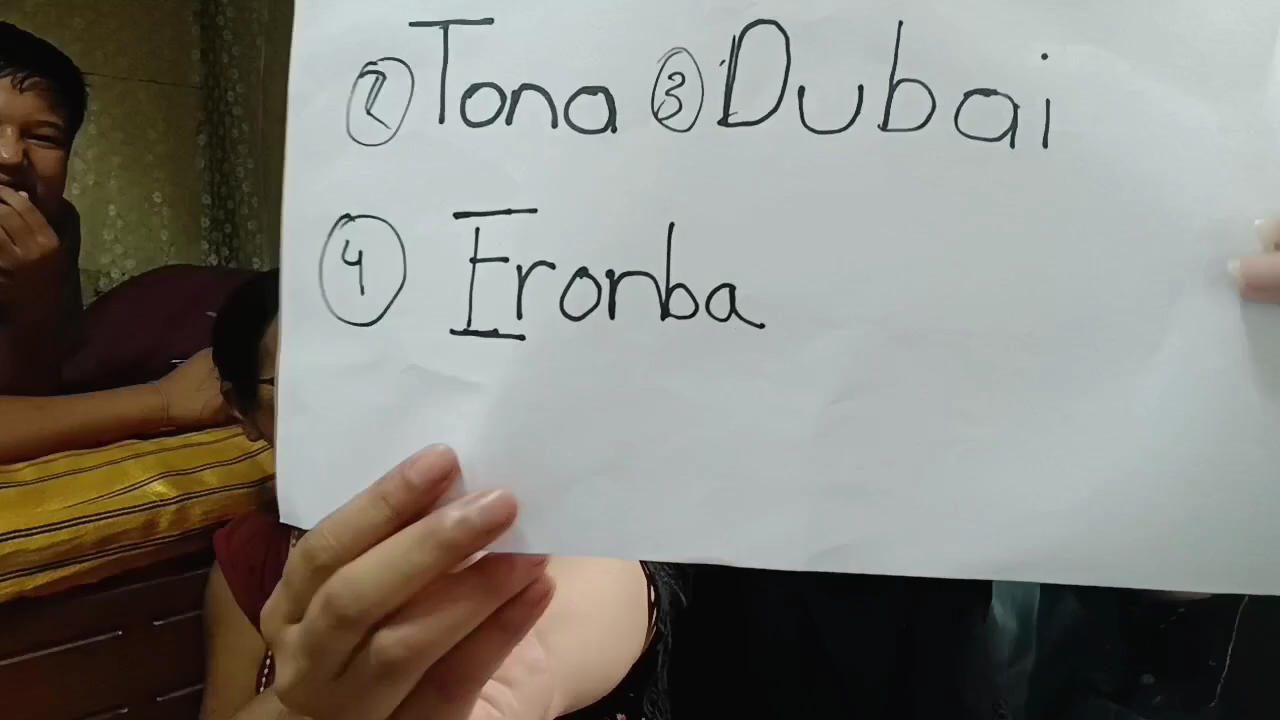 ② Tona ③ Dubai
④ Eronba